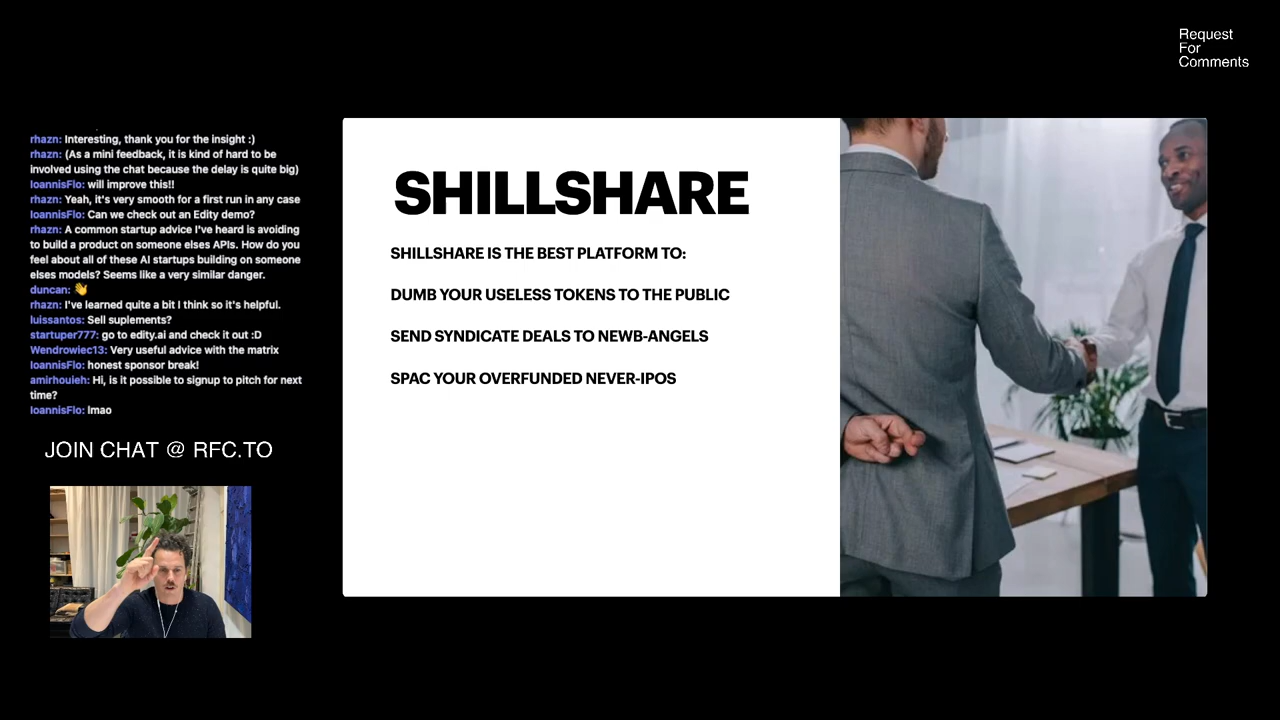 Request
For
Comments
rhazn: Interesting, thank you for the insight :)
rhazn: (As a mini feedback, it is kind of hard to be
involved using the chat because the delay is quite big)
IoannisFlo: will improve this!!
rhazn: Yeah, it's very smooth for a first run in any case
IoannisFlo: Can we check out an Edity demo?
rhazn: A common startup advice I've heard is avoiding
to build a product on someone elses APIs. How do you
feel about all of these AI startups building on someone
elses models? Seems like a very similar danger.
duncan: 👋
rhazn: I've learned quite a bit I think so it's helpful.
luissantos: Sell suplements?
startuper777: go to edity.ai and check it out :D
Wendrowiec13: Very useful advice with the matrix
IoannisFlo: honest sponsor break!
amirhouieh: Hi, is it possible to signup to pitch for next
time?
IoannisFlo: lmao
JOIN CHAT @ RFC.TO
SHILLSHARE
SHILLSHARE IS THE BEST PLATFORM TO:
DUMB YOUR USELESS TOKENS TO THE PUBLIC
SEND SYNDICATE DEALS TO NEWB-ANGELS
SPAC YOUR OVERFUNDED NEVER-IPOS